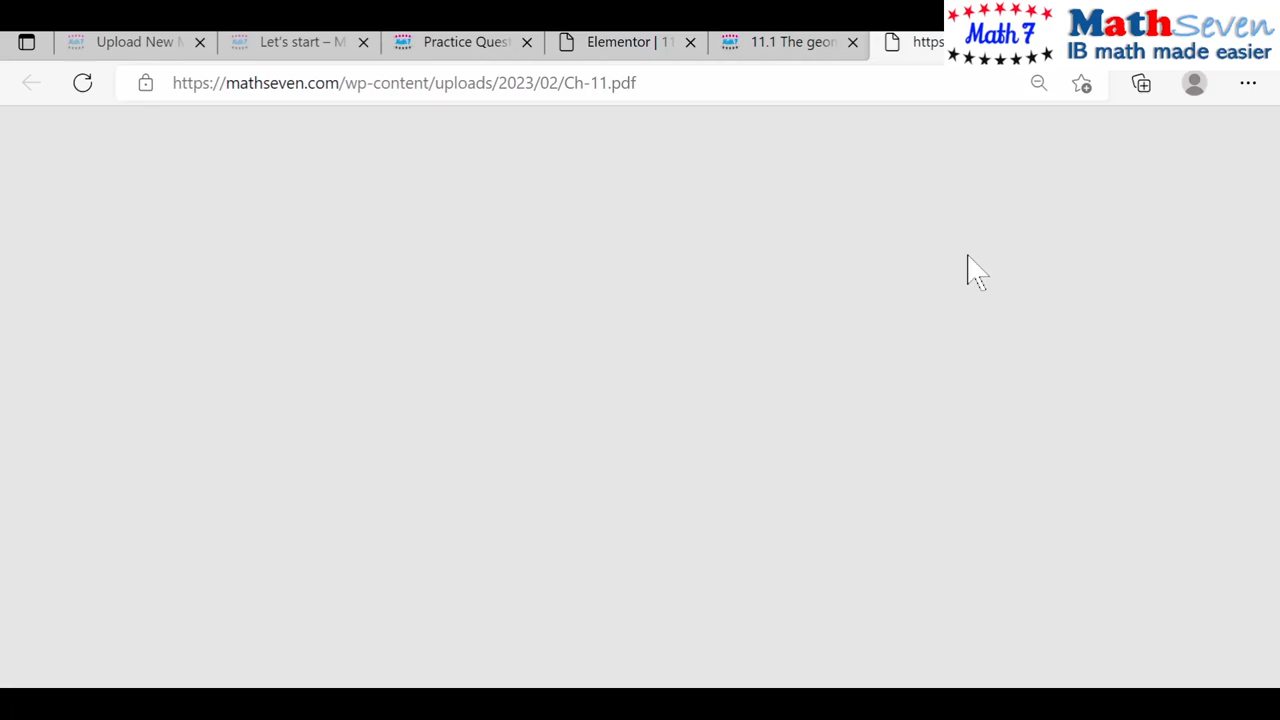 Upload New M
Let's start – M
Practice Quest
Elementor | 11
11.1 The geom
https
Math 7
MathSeven
IB math made easier
https://mathseven.com/wp-content/uploads/2023/02/Ch-11.pdf